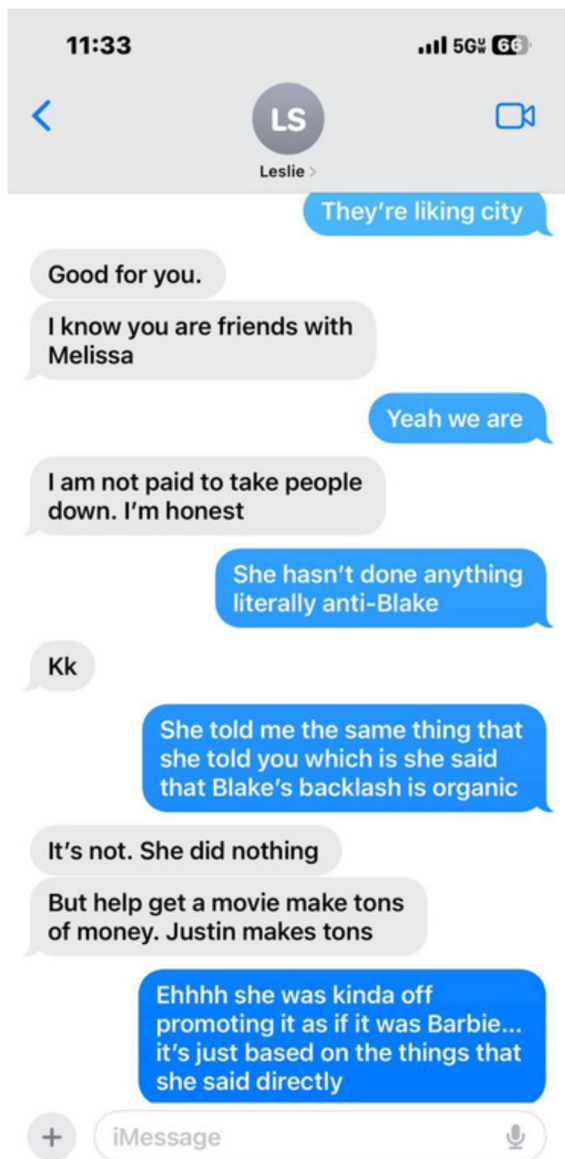 11:33
5G UW 66
LS
Leslie
They're liking city
Good for you.
I know you are friends with
Melissa
Yeah we are
I am not paid to take people
down. I'm honest
She hasn't done anything
literally anti-Blake
Kk
She told me the same thing that
she told you which is she said
that Blake's backlash is organic
It's not. She did nothing
But help get a movie make tons
of money. Justin makes tons
Ehhhh she was kinda off
promoting it as if it was Barbie...
it's just based on the things that
she said directly
iMessage